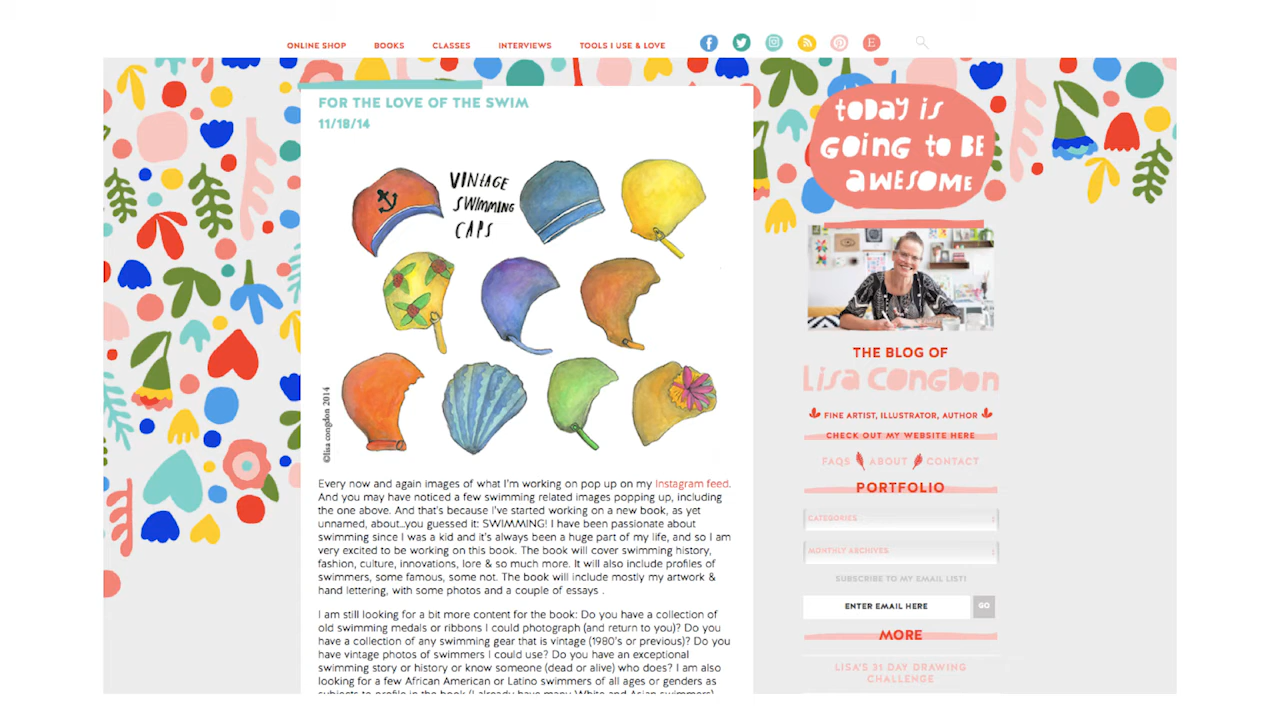 ONLINE SHOP BOOKS CLASSES INTERVIEWS TOOLS I USE & LOVE
FOR THE LOVE OF THE SWIM
11/18/14
VINTAGE
SWIMMING
CAPS
©lisa congdon 2014
Every now and again images of what I'm working on pop up on my Instagram feed.
And you may have noticed a few swimming related images popping up, including
the one above. And that's because I've started working on a new book, as yet
unnamed, about...you guessed it: SWIMMING! I have been passionate about
swimming since I was a kid and it's always been a huge part of my life, and so I am
very excited to be working on this book. The book will cover swimming history,
fashion, culture, innovations, lore & so much more. It will also include profiles of
swimmers, some famous, some not. The book will include mostly my artwork &
hand lettering, with some photos and a couple of essays .
I am still looking for a bit more content for the book: Do you have a collection of
old swimming medals or ribbons I could photograph (and return to you)? Do you
have a collection of any swimming gear that is vintage (1980's or previous)? Do you
have vintage photos of swimmers I could use? Do you have an exceptional
swimming story or history or know someone (dead or alive) who does? I am also
looking for a few African American or Latino swimmers of all ages or genders as
subjects to profile in the book (I already have many White and Asian swimmers).
today is
GOING to BE
AWESOME
THE BLOG OF
Lisa CONGDON
FINE ARTIST, ILLUSTRATOR, AUTHOR
CHECK OUT MY WEBSITE HERE
FAQS ABOUT CONTACT
PORTFOLIO
CATEGORIES
MONTHLY ARCHIVES
SUBSCRIBE TO MY EMAIL LIST!
ENTER EMAIL HERE GO
MORE
LISA'S 31 DAY DRAWING
CHALLENGE